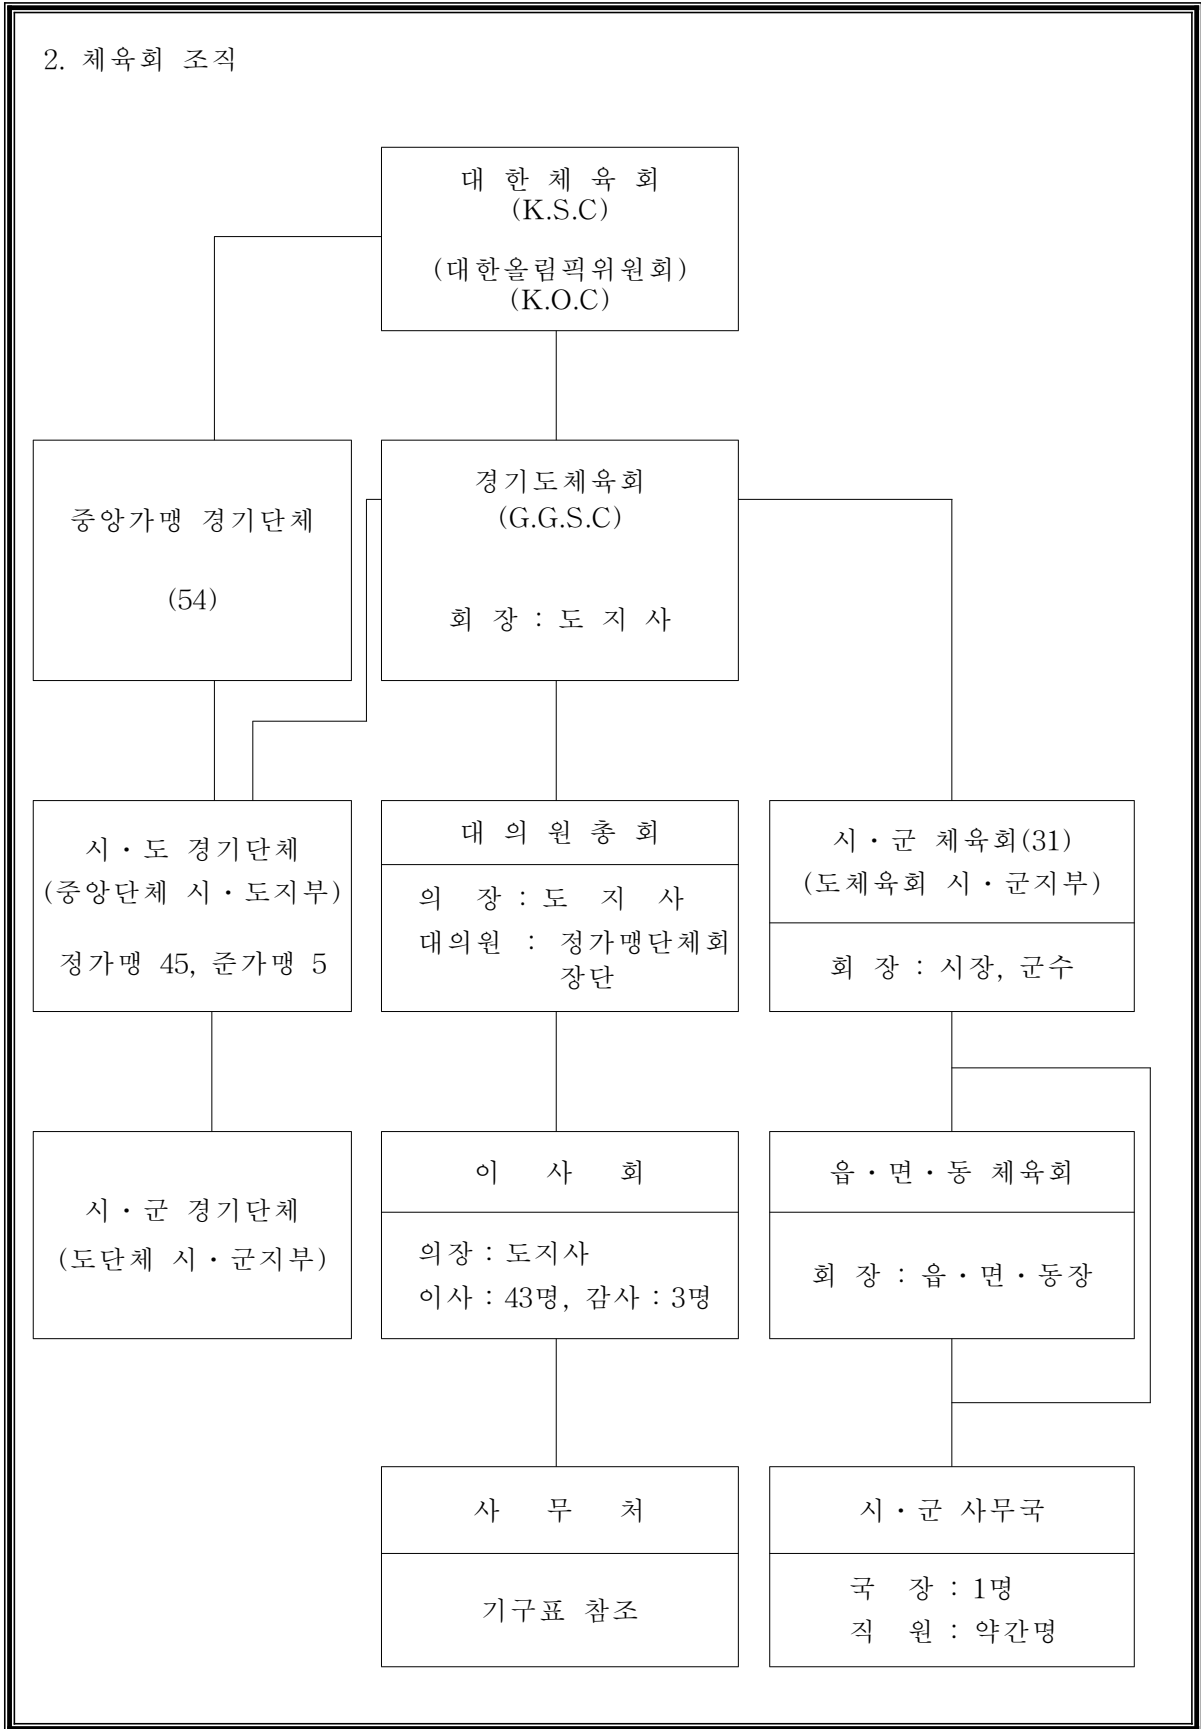 2. 체육회 조직
대 한 체 육 회
(K.S.C)
(대한올림픽위원회)
(K.O.C)
중앙가맹 경기단체
(54)
경기도체육회
(G.G.S.C)
회 장 : 도 지 사
시・도 경기단체
(중앙단체 시・도지부)
정가맹 45, 준가맹 5
대 의 원 총 회
의 장 : 도 지 사
대의원 : 정가맹단체회
장단
시・군 체육회(31)
(도체육회 시・군지부)
회 장 : 시장, 군수
시・군 경기단체
(도단체 시・군지부)
이 사 회
의장 : 도지사
이사 : 43명, 감사 : 3명
읍・면・동 체육회
회 장 : 읍・면・동장
사 무 처
기구표 참조
시・군 사무국
국 장 : 1명
직 원 : 약간명